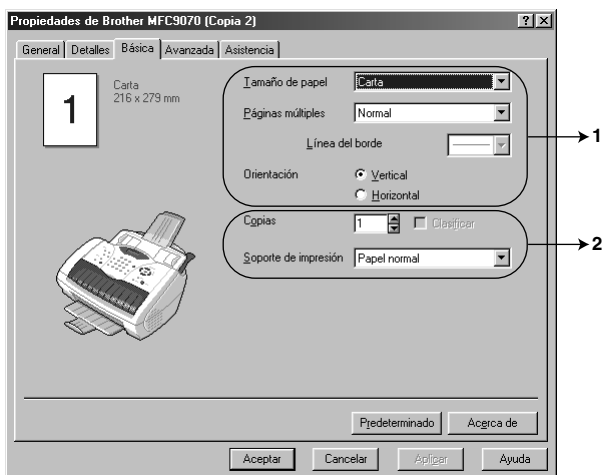 Propiedades de Brother MFC9070 (Copia 2)
General Detalles Básica Avanzada Asistencia
1
Carta
216 x 279 mm
Tamaño de papel Carta
Páginas múltiples Normal
Línea del borde
Orientación Vertical
Horizontal
1
Copias 1 Clasificar
Soporte de impresión Papel normal
2
Predeterminado Acerca de
Aceptar Cancelar Aplicar Ayuda